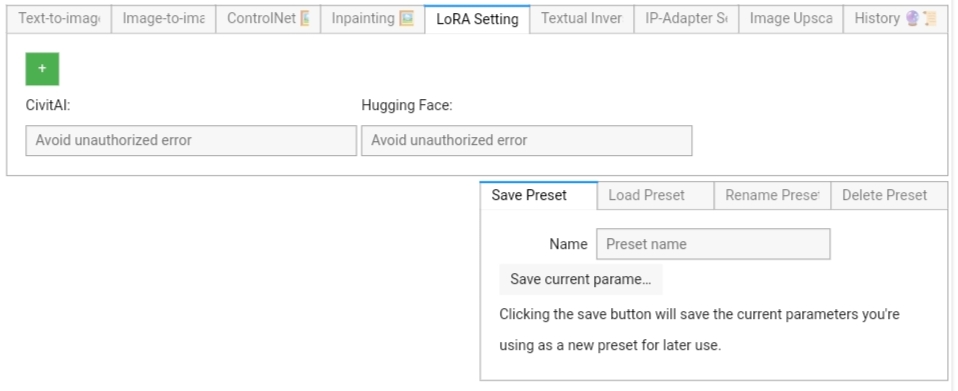 Text-to-image Image-to-ima ControlNet Inpainting LoRA Setting Textual Inver IP-Adapter S Image Upsca History
+
CivitAI: Hugging Face:
Avoid unauthorized error Avoid unauthorized error
Save Preset Load Preset Rename Prese Delete Preset
Name Preset name
Save current parame...
Clicking the save button will save the current parameters you're
using as a new preset for later use.